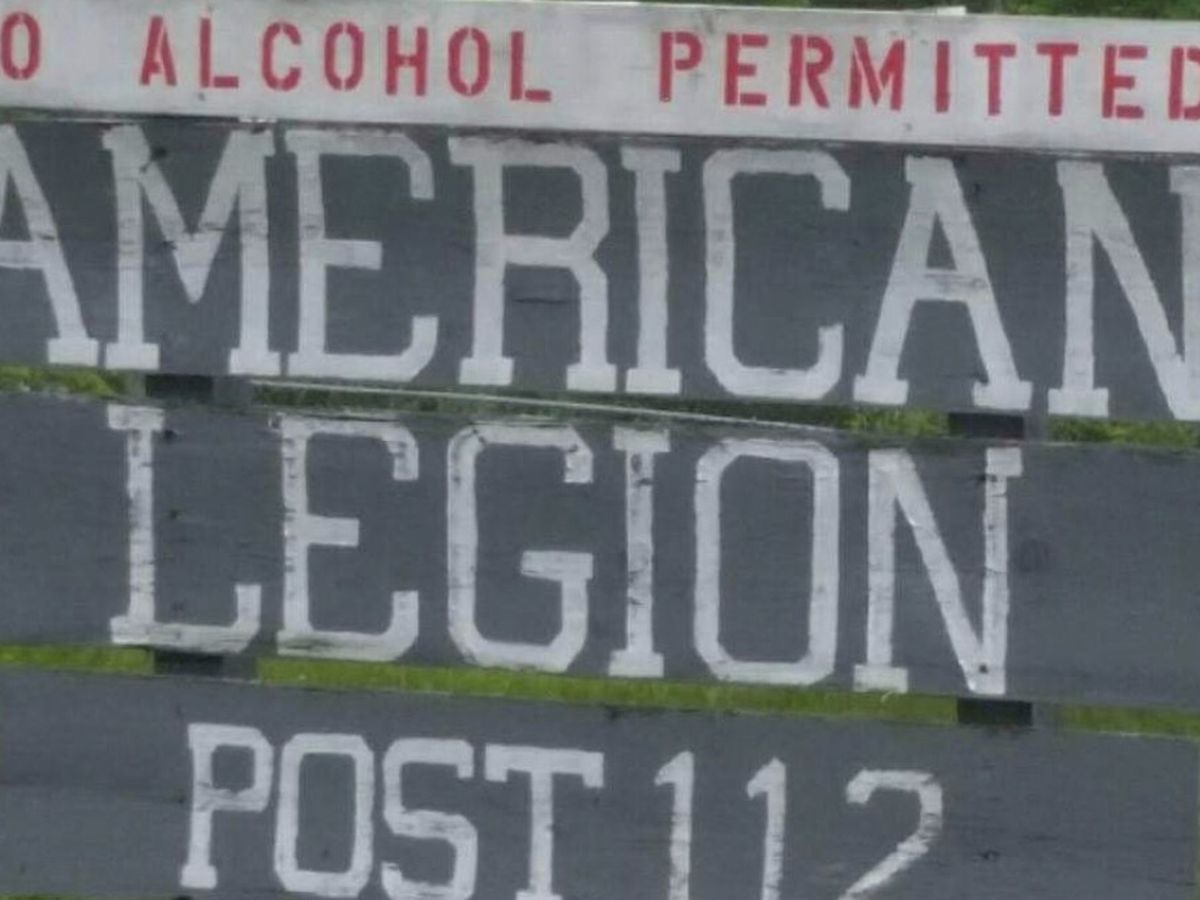 O ALCOHOL PERMITTED
AMERICAN
LEGION
POST 112